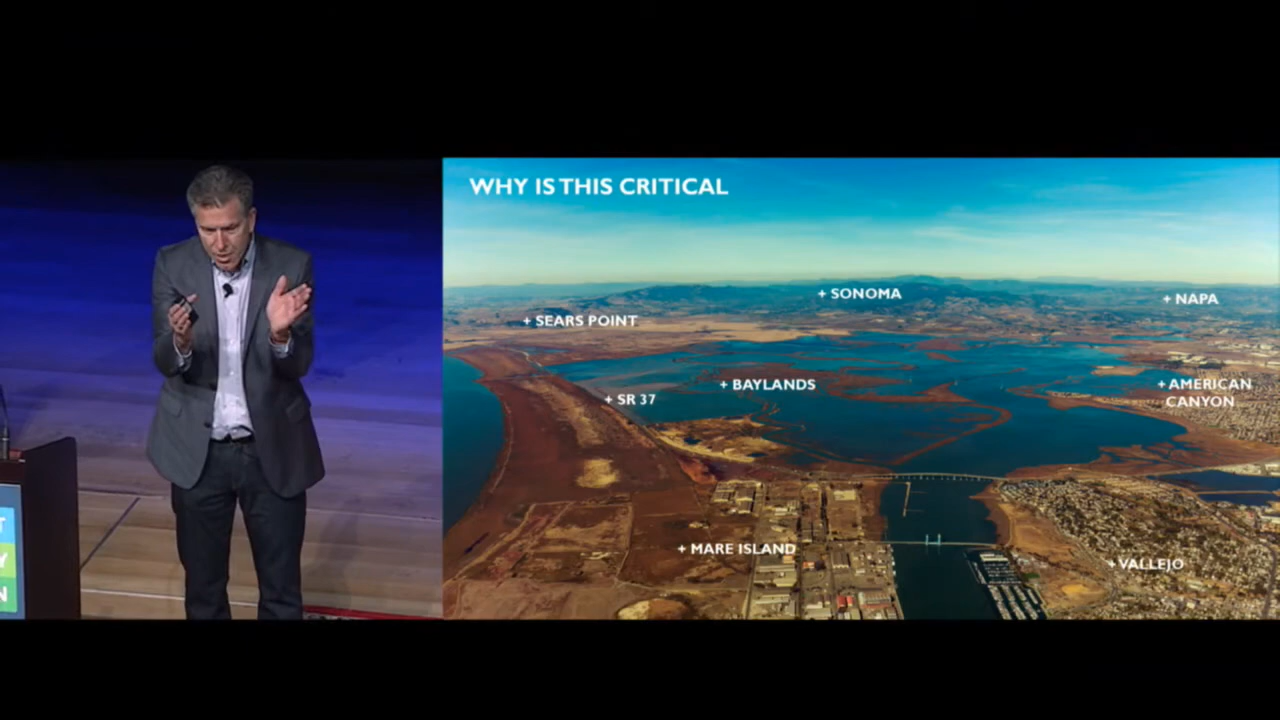 WHY IS THIS CRITICAL
+ SONOMA
+ NAPA
+ SEARS POINT
+ BAYLANDS
+ AMERICAN
CANYON
+ SR 37
+ MARE ISLAND
+ VALLEJO
T
Y
N